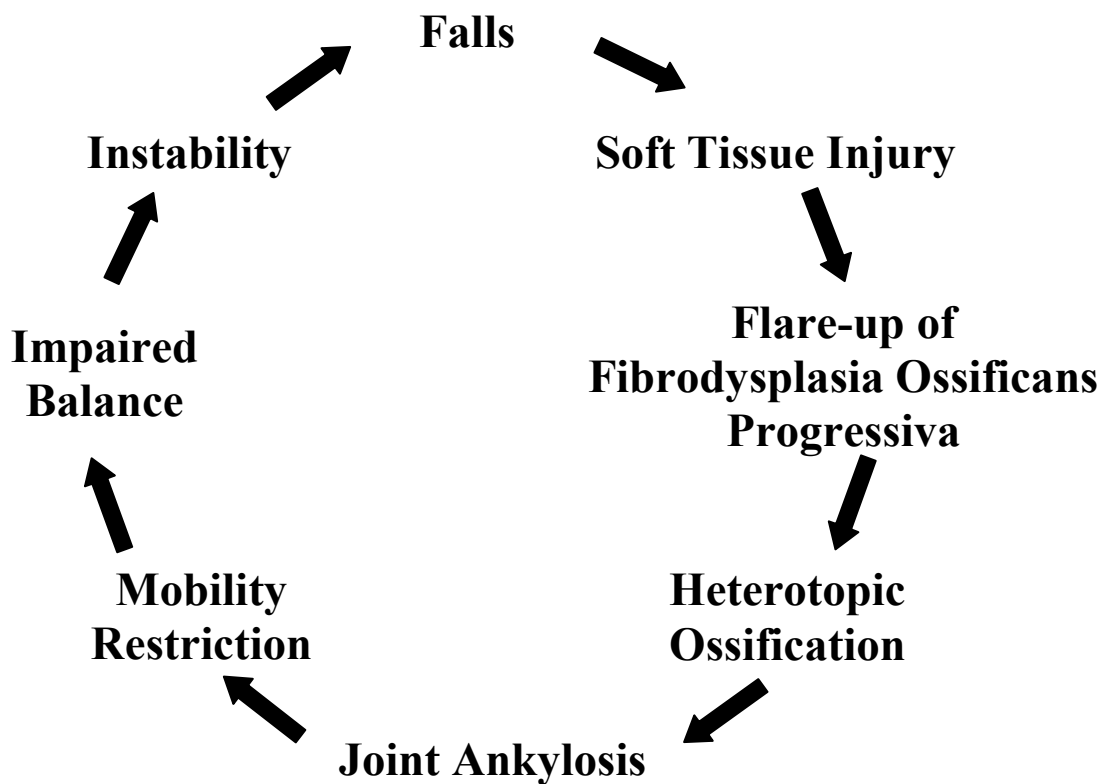 Falls
Soft Tissue Injury
Flare-up of
Fibrodysplasia Ossificans
Progressiva
Heterotopic
Ossification
Joint Ankylosis
Mobility
Restriction
Impaired
Balance
Instability